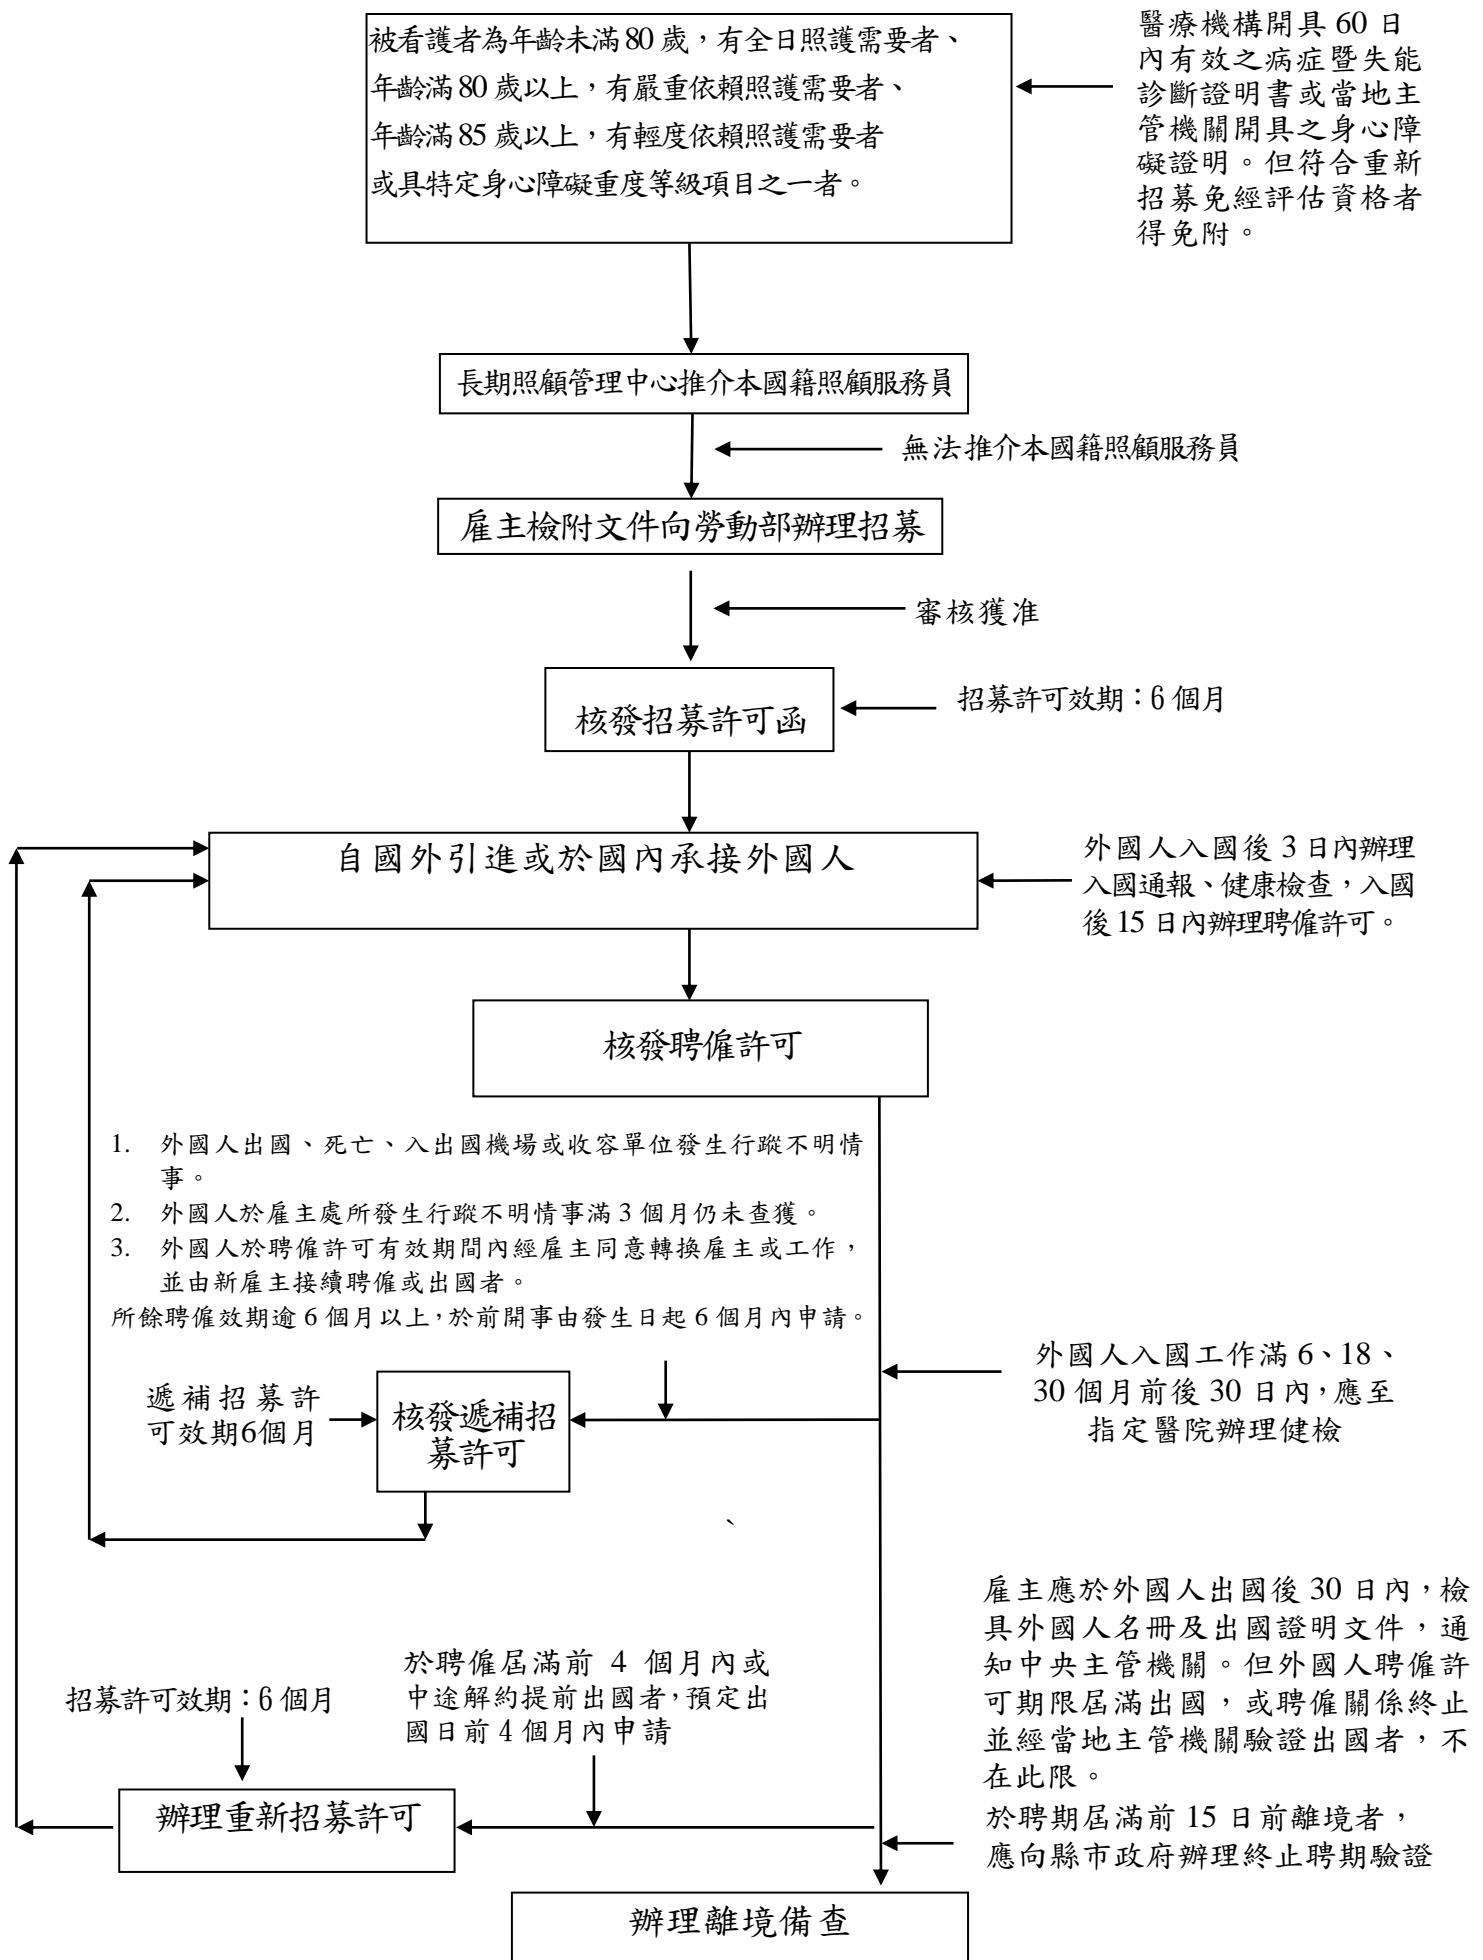 被看護者為年齡未滿80歲，有全日照護需要者、
年齡滿80歲以上，有嚴重依賴照護需要者、
年齡滿85歲以上，有輕度依賴照護需要者
或具特定身心障礙重度等級項目之一者。
醫療機構開具60日
內有效之病症暨失能
診斷證明書或當地主
管機關開具之身心障
礙證明。但符合重新
招募免經評估資格者
得免附。
長期照顧管理中心推介本國籍照顧服務員
無法推介本國籍照顧服務員
雇主檢附文件向勞動部辦理招募
審核獲准
核發招募許可函
招募許可效期：6個月
自國外引進或於國內承接外國人
外國人入國後3日內辦理
入國通報、健康檢查，入國
後15日內辦理聘僱許可。
核發聘僱許可
1. 外國人出國、死亡、入出國機場或收容單位發生行蹤不明情
事。
2. 外國人於雇主處所發生行蹤不明情事滿3個月仍未查獲。
3. 外國人於聘僱許可有效期間內經雇主同意轉換雇主或工作，
並由新雇主接續聘僱或出國者。
所餘聘僱效期逾6個月以上，於前開事由發生日起6個月內申請。
外國人入國工作滿6、18、
30個月前後30日內，應至
指定醫院辦理健檢
遞補招募許
可效期6個月
核發遞補招
募許可
、
雇主應於外國人出國後30日內，檢
具外國人名冊及出國證明文件，通
知中央主管機關。但外國人聘僱許
可期限屆滿出國，或聘僱關係終止
並經當地主管機關驗證出國者，不
在此限。
於聘僱屆滿前 4 個月內或
中途解約提前出國者，預定出
國日前4個月內申請
招募許可效期：6個月
辦理重新招募許可
於聘期屆滿前15日前離境者，
應向縣市政府辦理終止聘期驗證
辦理離境備查